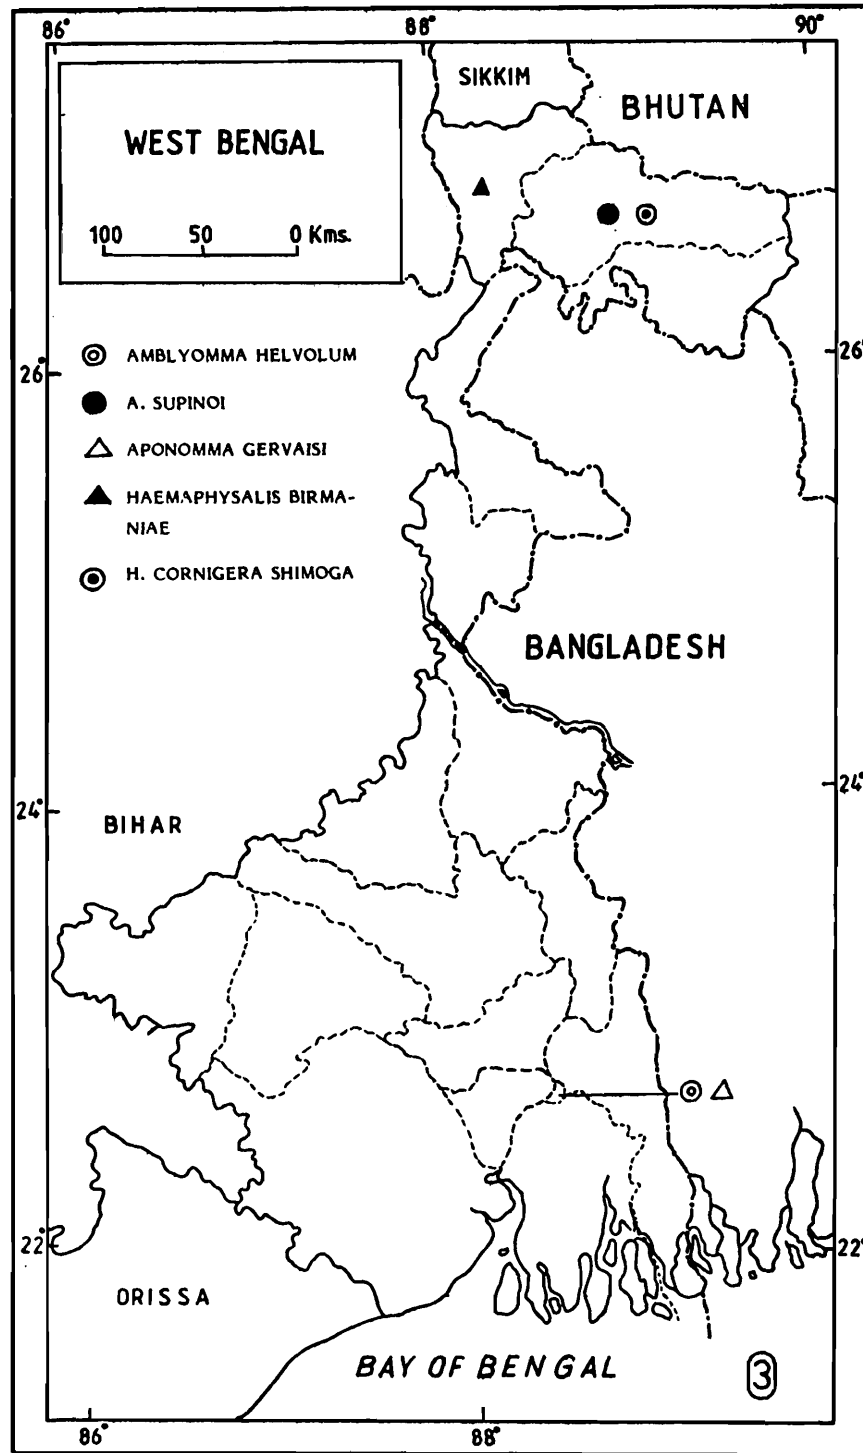 86° 88° 90°
SIKKIM
BHUTAN
WEST BENGAL
100 50 0 Kms.
26° 26°
AMBLYOMMA HELVOLUM
A. SUPINOI
APONOMMA GERVAISI
HAEMAPHYSALIS BIRMA-
NIAE
H. CORNIGERA SHIMOGA
BANGLADESH
24° 24°
BIHAR
22° 22°
ORISSA
BAY OF BENGAL
3
86° 88°